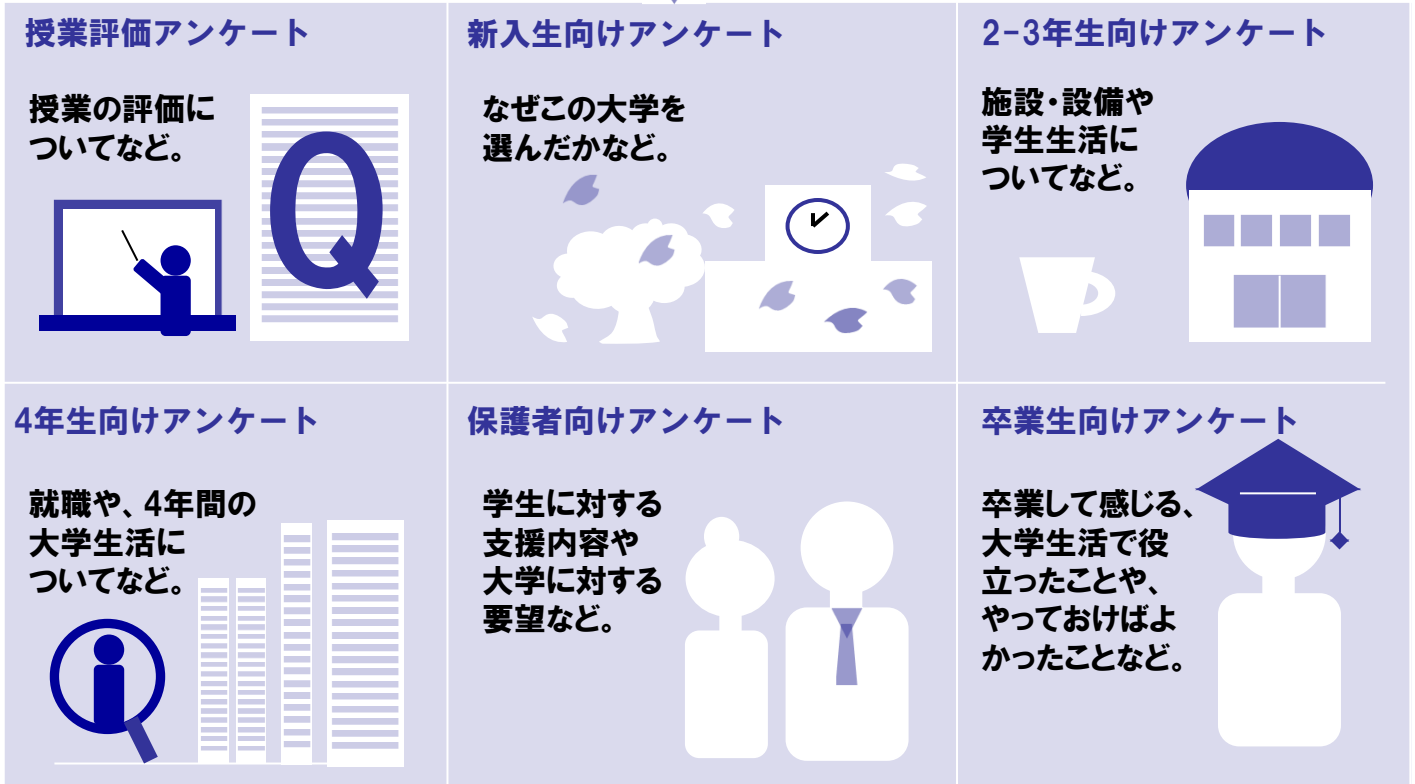 授業評価アンケート
授業の評価に
ついてなど。
Q
新入生向けアンケート
なぜこの大学を
選んだかなど。
2-3年生向けアンケート
施設・設備や
学生生活に
ついてなど。
4年生向けアンケート
就職や、4年間の
大学生活に
ついてなど。
保護者向けアンケート
学生に対する
支援内容や
大学に対する
要望など。
卒業生向けアンケート
卒業して感じる、
大学生活で役
立ったことや、
やっておけばよ
かったことなど。